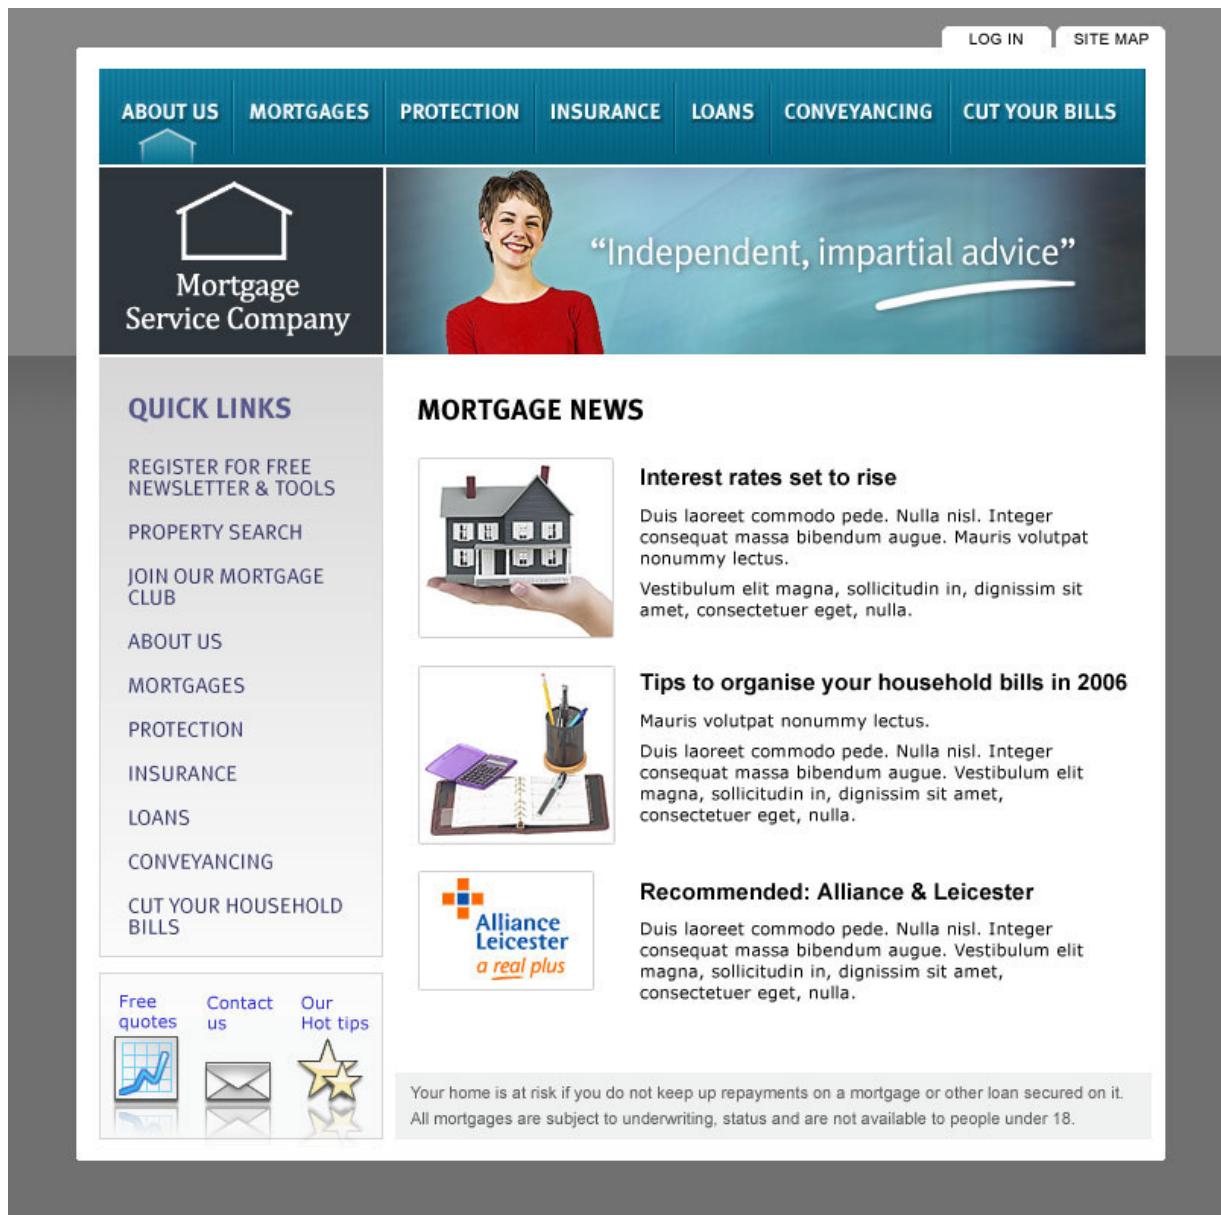 LOG IN
SITE MAP
ABOUT US
MORTGAGES
PROTECTION
INSURANCE
LOANS
CONVEYANCING
CUT YOUR BILLS
Mortgage
Service Company
“Independent, impartial advice”
QUICK LINKS
REGISTER FOR FREE
NEWSLETTER & TOOLS
PROPERTY SEARCH
JOIN OUR MORTGAGE
CLUB
ABOUT US
MORTGAGES
PROTECTION
INSURANCE
LOANS
CONVEYANCING
CUT YOUR HOUSEHOLD
BILLS
Free
quotes
Contact
us
Our
Hot tips
MORTGAGE NEWS
Interest rates set to rise
Duis laoreet commodo pede. Nulla nisl. Integer
consequat massa bibendum augue. Mauris volutpat
nonummy lectus.
Vestibulum elit magna, sollicitudin in, dignissim sit
amet, consectetuer eget, nulla.
Tips to organise your household bills in 2006
Mauris volutpat nonummy lectus.
Duis laoreet commodo pede. Nulla nisl. Integer
consequat massa bibendum augue. Vestibulum elit
magna, sollicitudin in, dignissim sit amet,
consectetuer eget, nulla.
Alliance
Leicester
a real plus
Recommended: Alliance & Leicester
Duis laoreet commodo pede. Nulla nisl. Integer
consequat massa bibendum augue. Vestibulum elit
magna, sollicitudin in, dignissim sit amet,
consectetuer eget, nulla.
Your home is at risk if you do not keep up repayments on a mortgage or other loan secured on it.
All mortgages are subject to underwriting, status and are not available to people under 18.